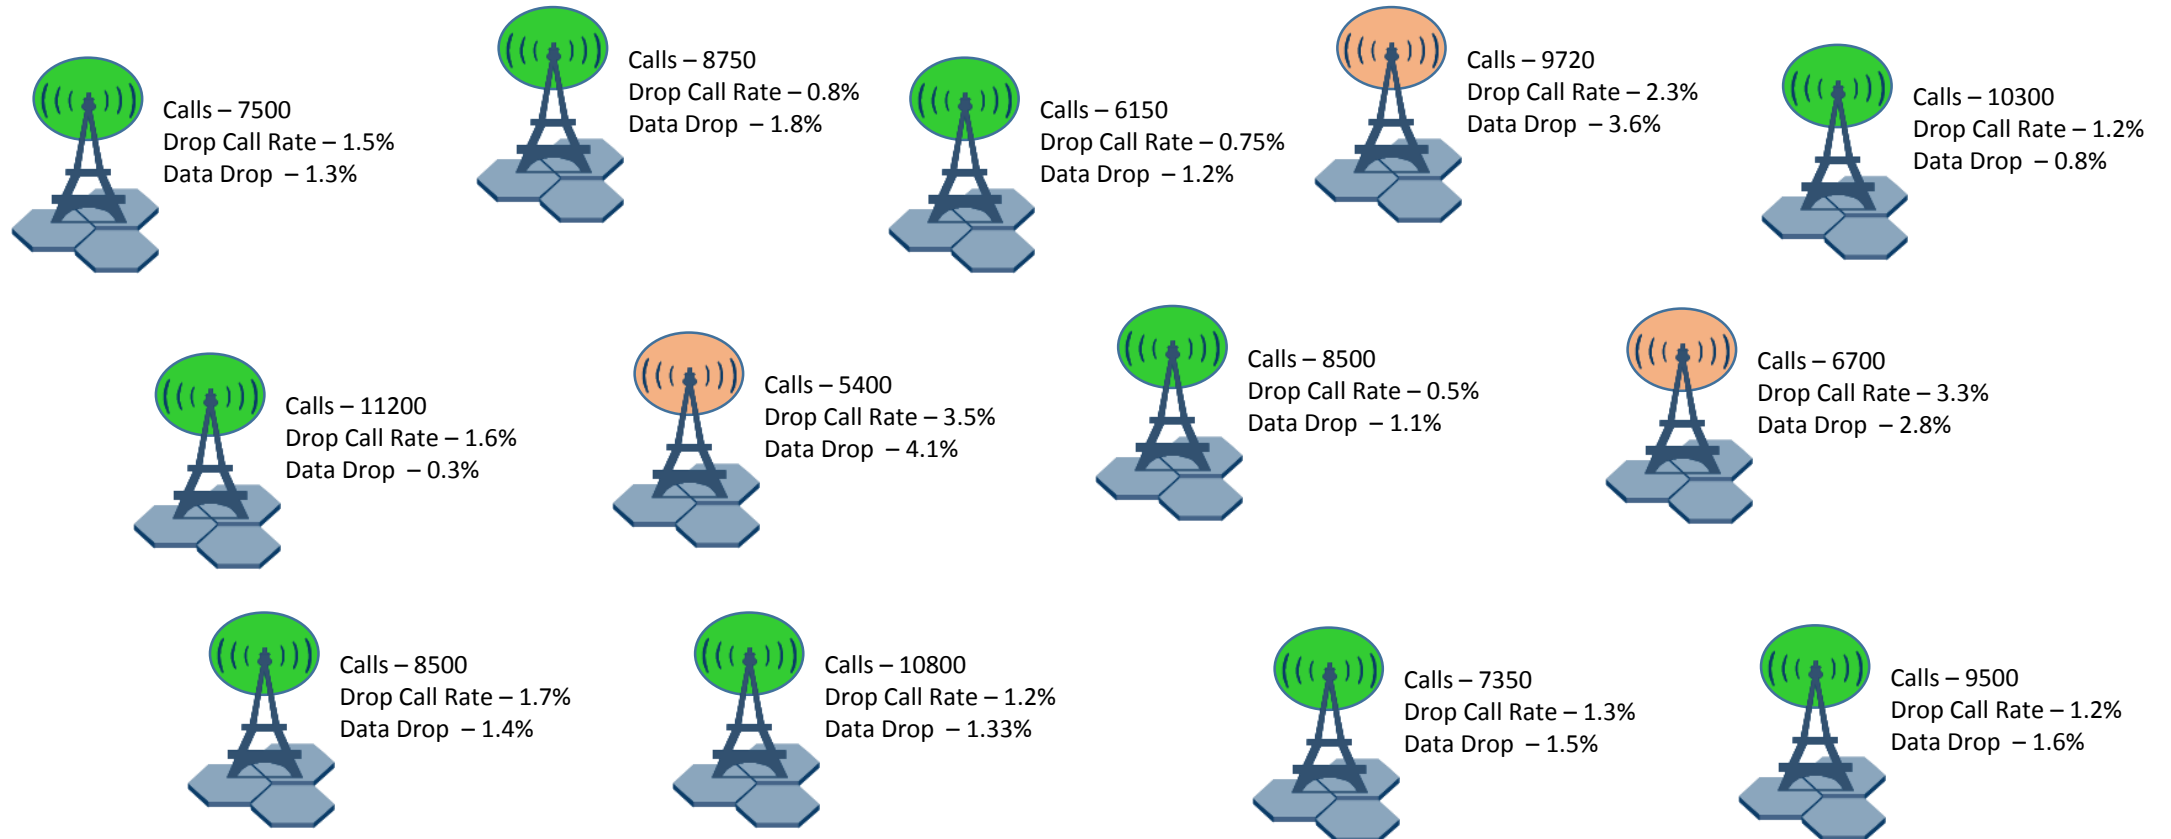 Calls – 7500
Drop Call Rate – 1.5%
Data Drop – 1.3%
Calls – 8750
Drop Call Rate – 0.8%
Data Drop – 1.8%
Calls – 6150
Drop Call Rate – 0.75%
Data Drop – 1.2%
Calls – 9720
Drop Call Rate – 2.3%
Data Drop – 3.6%
Calls – 10300
Drop Call Rate – 1.2%
Data Drop – 0.8%
Calls – 11200
Drop Call Rate – 1.6%
Data Drop – 0.3%
Calls – 5400
Drop Call Rate – 3.5%
Data Drop – 4.1%
Calls – 8500
Drop Call Rate – 0.5%
Data Drop – 1.1%
Calls – 6700
Drop Call Rate – 3.3%
Data Drop – 2.8%
Calls – 8500
Drop Call Rate – 1.7%
Data Drop – 1.4%
Calls – 10800
Drop Call Rate – 1.2%
Data Drop – 1.33%
Calls – 7350
Drop Call Rate – 1.3%
Data Drop – 1.5%
Calls – 9500
Drop Call Rate – 1.2%
Data Drop – 1.6%